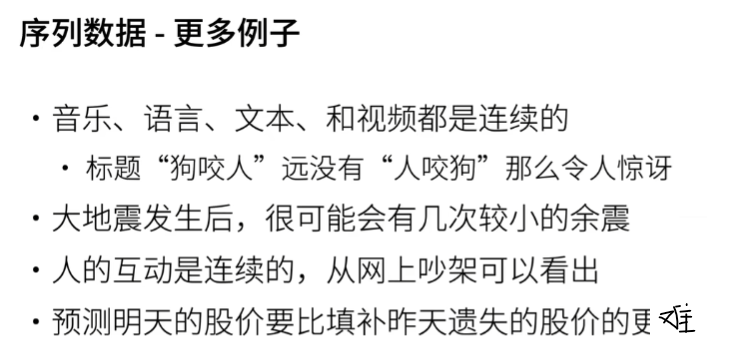 序列数据 - 更多例子
• 音乐、语言、文本、和视频都是连续的
• 标题“狗咬人”远没有“人咬狗”那么令人惊讶
• 大地震发生后，很可能会有几次较小的余震
• 人的互动是连续的，从网上吵架可以看出
• 预测明天的股价要比填补昨天遗失的股价的更难